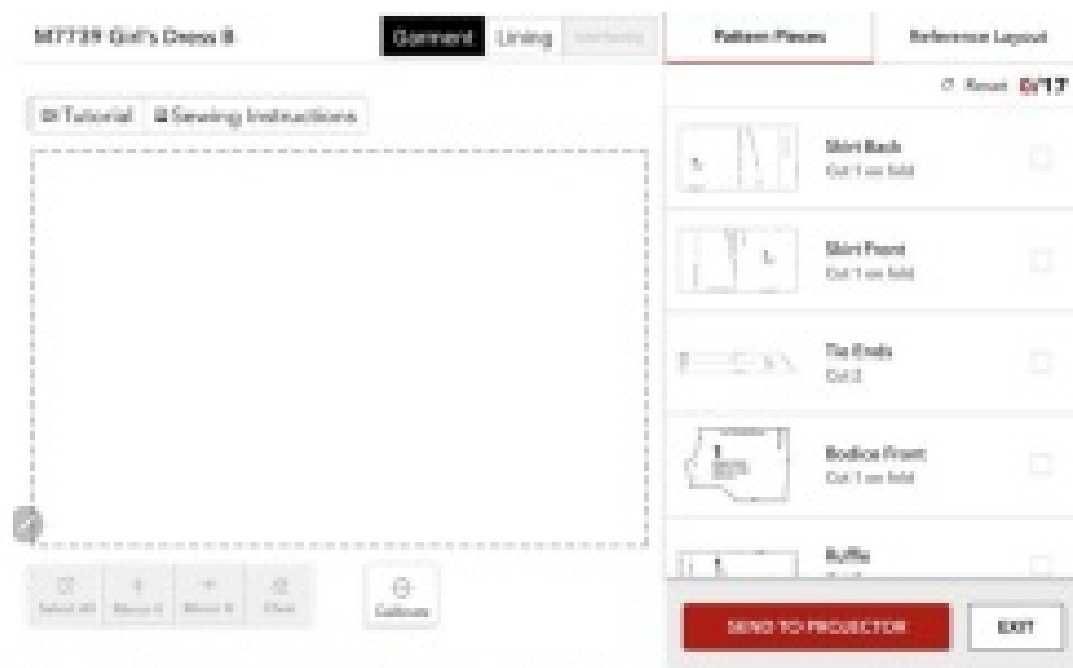 M7739 Girl's Dress B
Garment Lining
Pattern Pieces Reference Layout
Reset 0/17
Tutorial Sewing Instructions
Skirt Back
Cut 1 on fold
Skirt Front
Cut 1 on fold
Tie Ends
Cut 2
Bodice Front
Cut 1 on fold
Ruffle
Select All Mirror Clear
Calibrate
SEND TO PROJECTOR EXIT